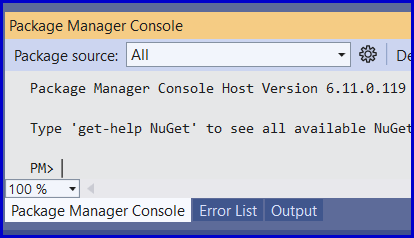 Package Manager Console
Package source: All De
Package Manager Console Host Version 6.11.0.119
Type 'get-help NuGet' to see all available NuGet
PM>
100 %
Package Manager Console Error List Output